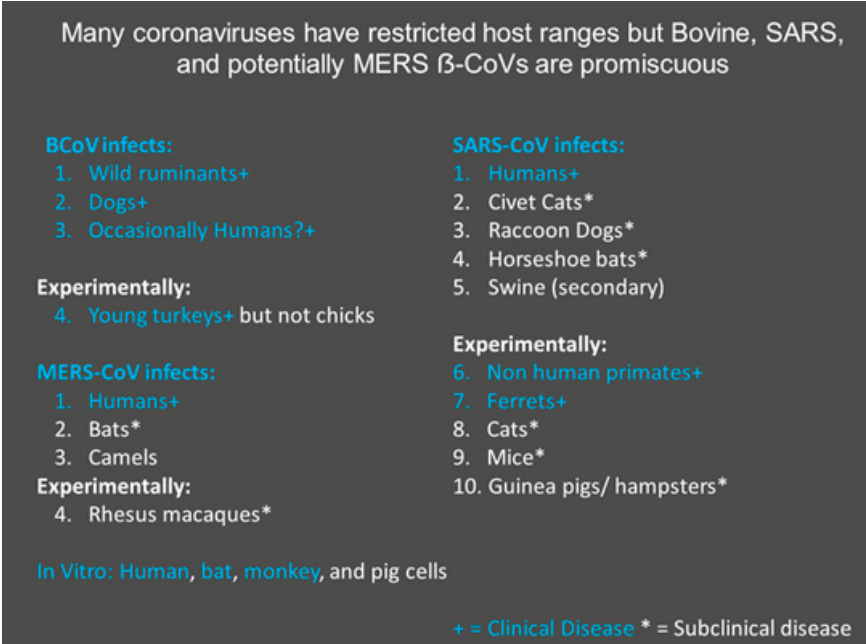 Many coronaviruses have restricted host ranges but Bovine, SARS,
and potentially MERS ß-CoVs are promiscuous
BCoV infects:
1. Wild ruminants+
2. Dogs+
3. Occasionally Humans?+
Experimentally:
4. Young turkeys+ but not chicks
MERS-CoV infects:
1. Humans+
2. Bats*
3. Camels
Experimentally:
4. Rhesus macaques*
In Vitro: Human, bat, monkey, and pig cells
SARS-CoV infects:
1. Humans+
2. Civet Cats*
3. Raccoon Dogs*
4. Horseshoe bats*
5. Swine (secondary)
Experimentally:
6. Non human primates+
7. Ferrets+
8. Cats*
9. Mice*
10. Guinea pigs/ hampsters*
+ = Clinical Disease * = Subclinical disease